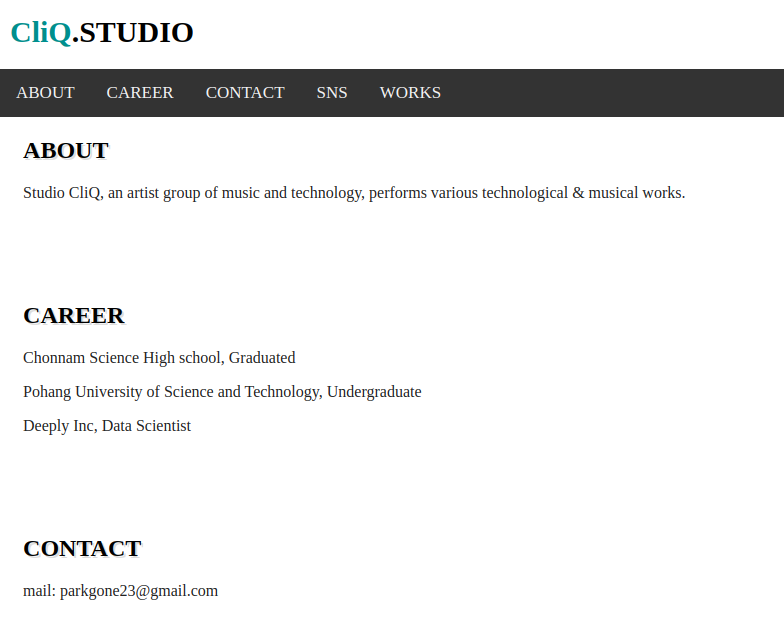 CliQ.STUDIO
ABOUT CAREER CONTACT SNS WORKS
ABOUT
Studio CliQ, an artist group of music and technology, performs various technological & musical works.
CAREER
Chonnam Science High school, Graduated
Pohang University of Science and Technology, Undergraduate
Deeply Inc, Data Scientist
CONTACT
mail: parkgone23@gmail.com